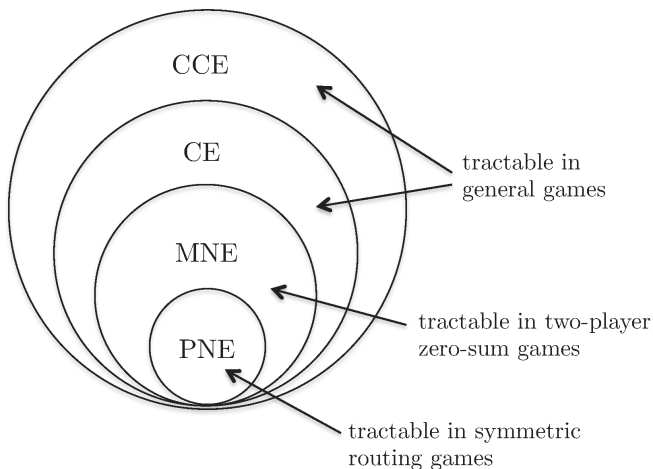 CCE
CE
tractable in
general games
MNE
tractable in two-player
zero-sum games
PNE
tractable in symmetric
routing games